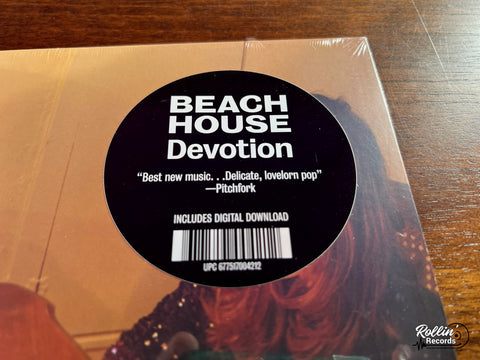 BEACH
HOUSE
Devotion
“Best new music. . .Delicate, lovelorn pop”
—Pitchfork
INCLUDES DIGITAL DOWNLOAD
UPC 677517004212
Rollin'
Records